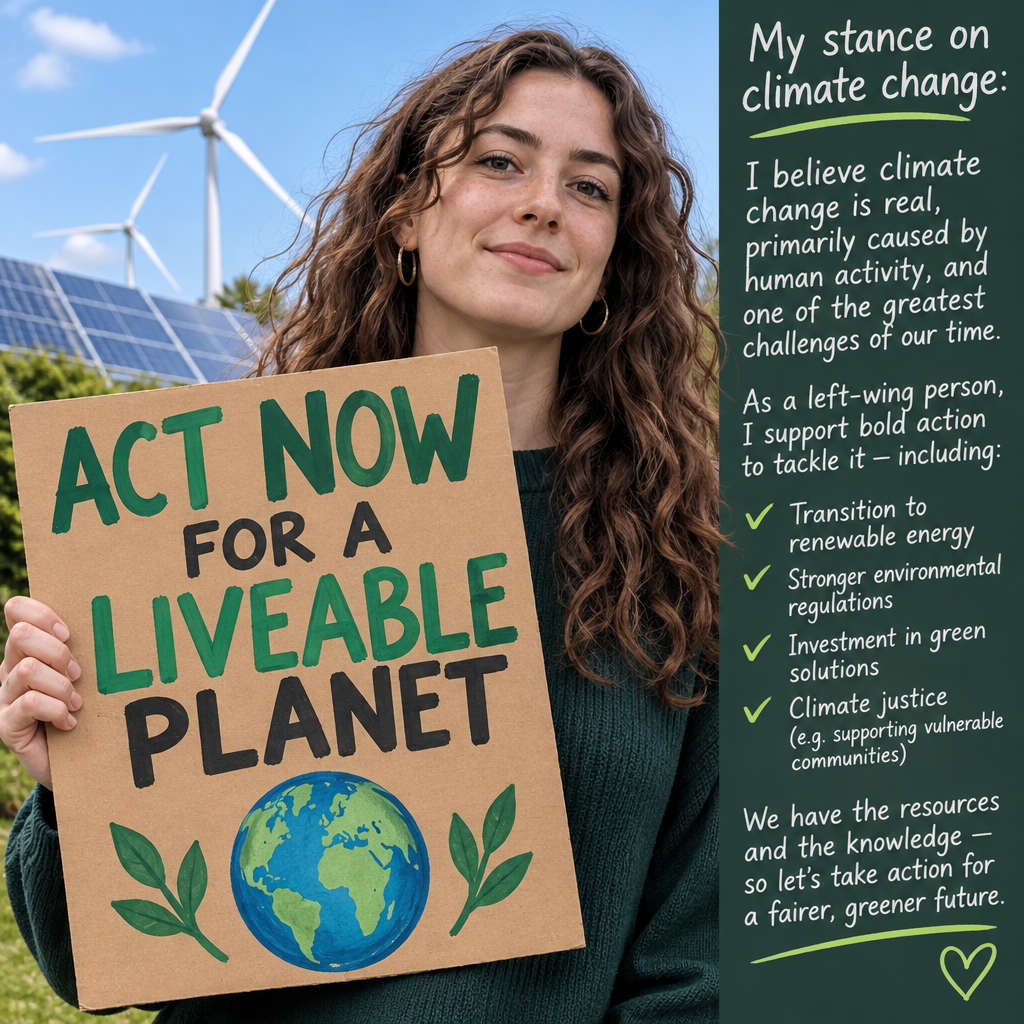 ACT NOW
FOR A
LIVEABLE
PLANET
My stance on
climate change:
I believe climate
change is real,
primarily caused by
human activity, and
one of the greatest
challenges of our time.
As a left-wing person,
I support bold action
to tackle it – including:
✓ Transition to
renewable energy
✓ Stronger environmental
regulations
✓ Investment in green
solutions
✓ Climate justice
(e.g. supporting vulnerable
communities)
We have the resources
and the knowledge –
so let's take action for
a fairer, greener future.